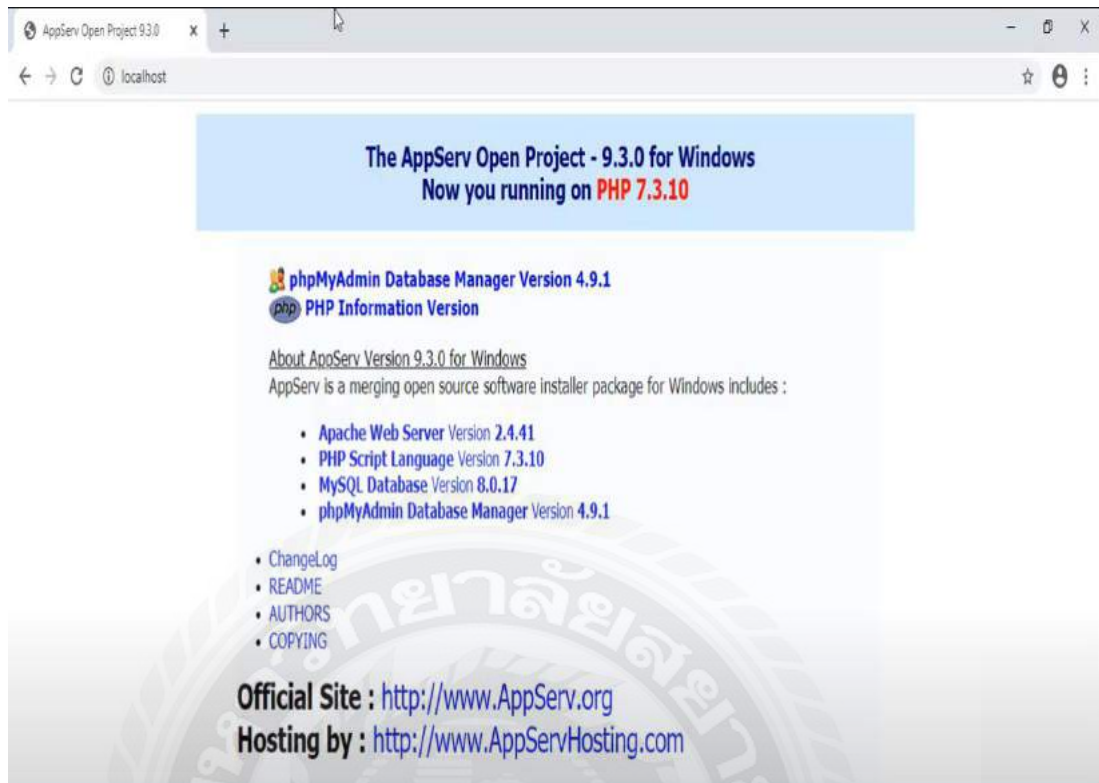 AppServ Open Project 9.3.0
localhost
The AppServ Open Project - 9.3.0 for Windows
Now you running on PHP 7.3.10
phpMyAdmin Database Manager Version 4.9.1
php PHP Information Version
About AppServ Version 9.3.0 for Windows
AppServ is a merging open source software installer package for Windows includes :
• Apache Web Server Version 2.4.41
• PHP Script Language Version 7.3.10
• MySQL Database Version 8.0.17
• phpMyAdmin Database Manager Version 4.9.1
• ChangeLog
• README
• AUTHORS
• COPYING
Official Site : http://www.AppServ.org
Hosting by : http://www.AppServHosting.com